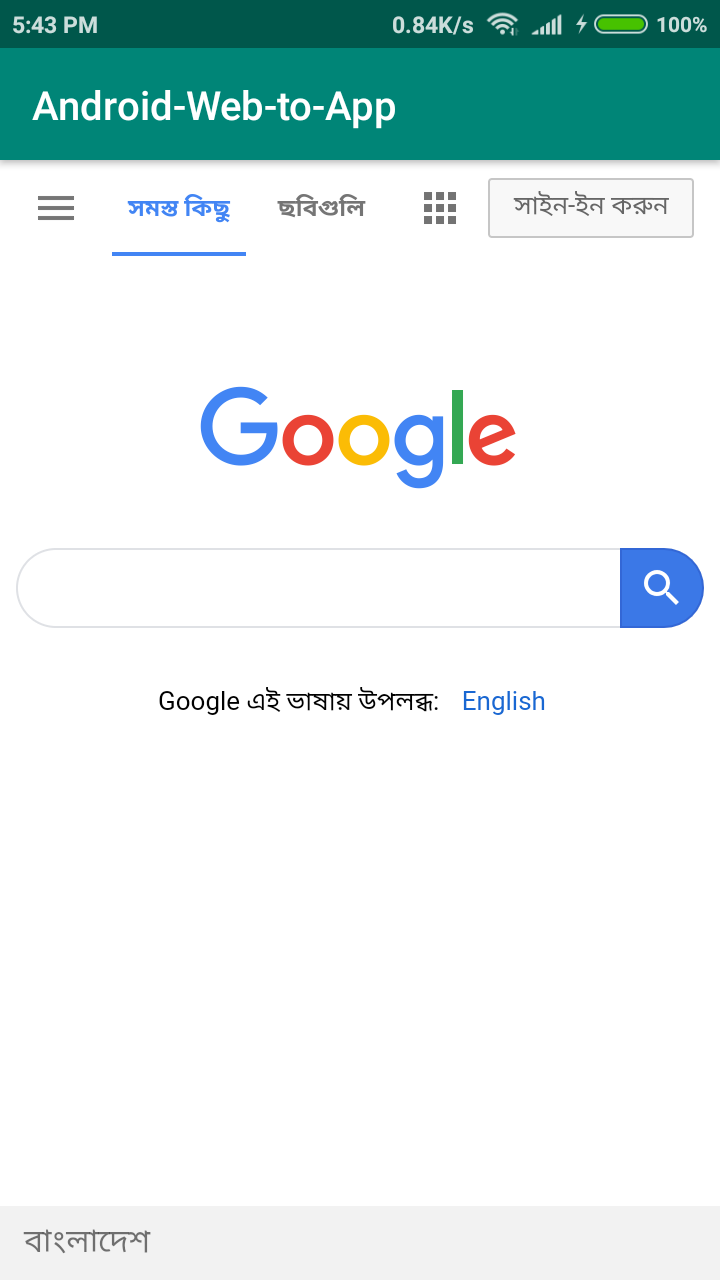 5:43 PM 0.84K/s 100%
Android-Web-to-App
সমস্ত কিছু ছবিগুলি সাইন-ইন করুন
Google
Google এই ভাষায় উপলব্ধ: English
বাংলাদেশ